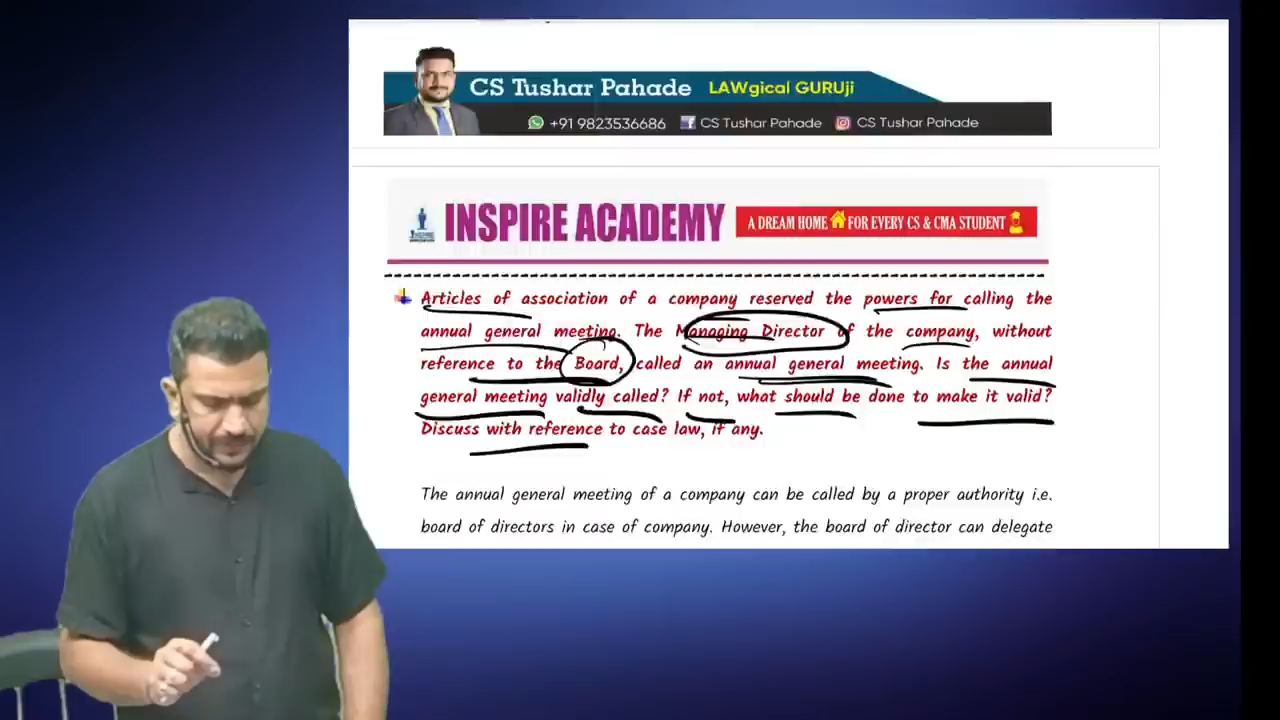 CS Tushar Pahade LAWgical GURUji
+91 9823536686 CS Tushar Pahade CS Tushar Pahade
INSPIRE ACADEMY A DREAM HOME FOR EVERY CS & CMA STUDENT
Articles of association of a company reserved the powers for calling the
annual general meeting. The Managing Director of the company, without
reference to the Board, called an annual general meeting. Is the annual
general meeting validly called? If not, what should be done to make it valid?
Discuss with reference to case law, if any.
The annual general meeting of a company can be called by a proper authority i.e.
board of directors in case of company. However, the board of director can delegate